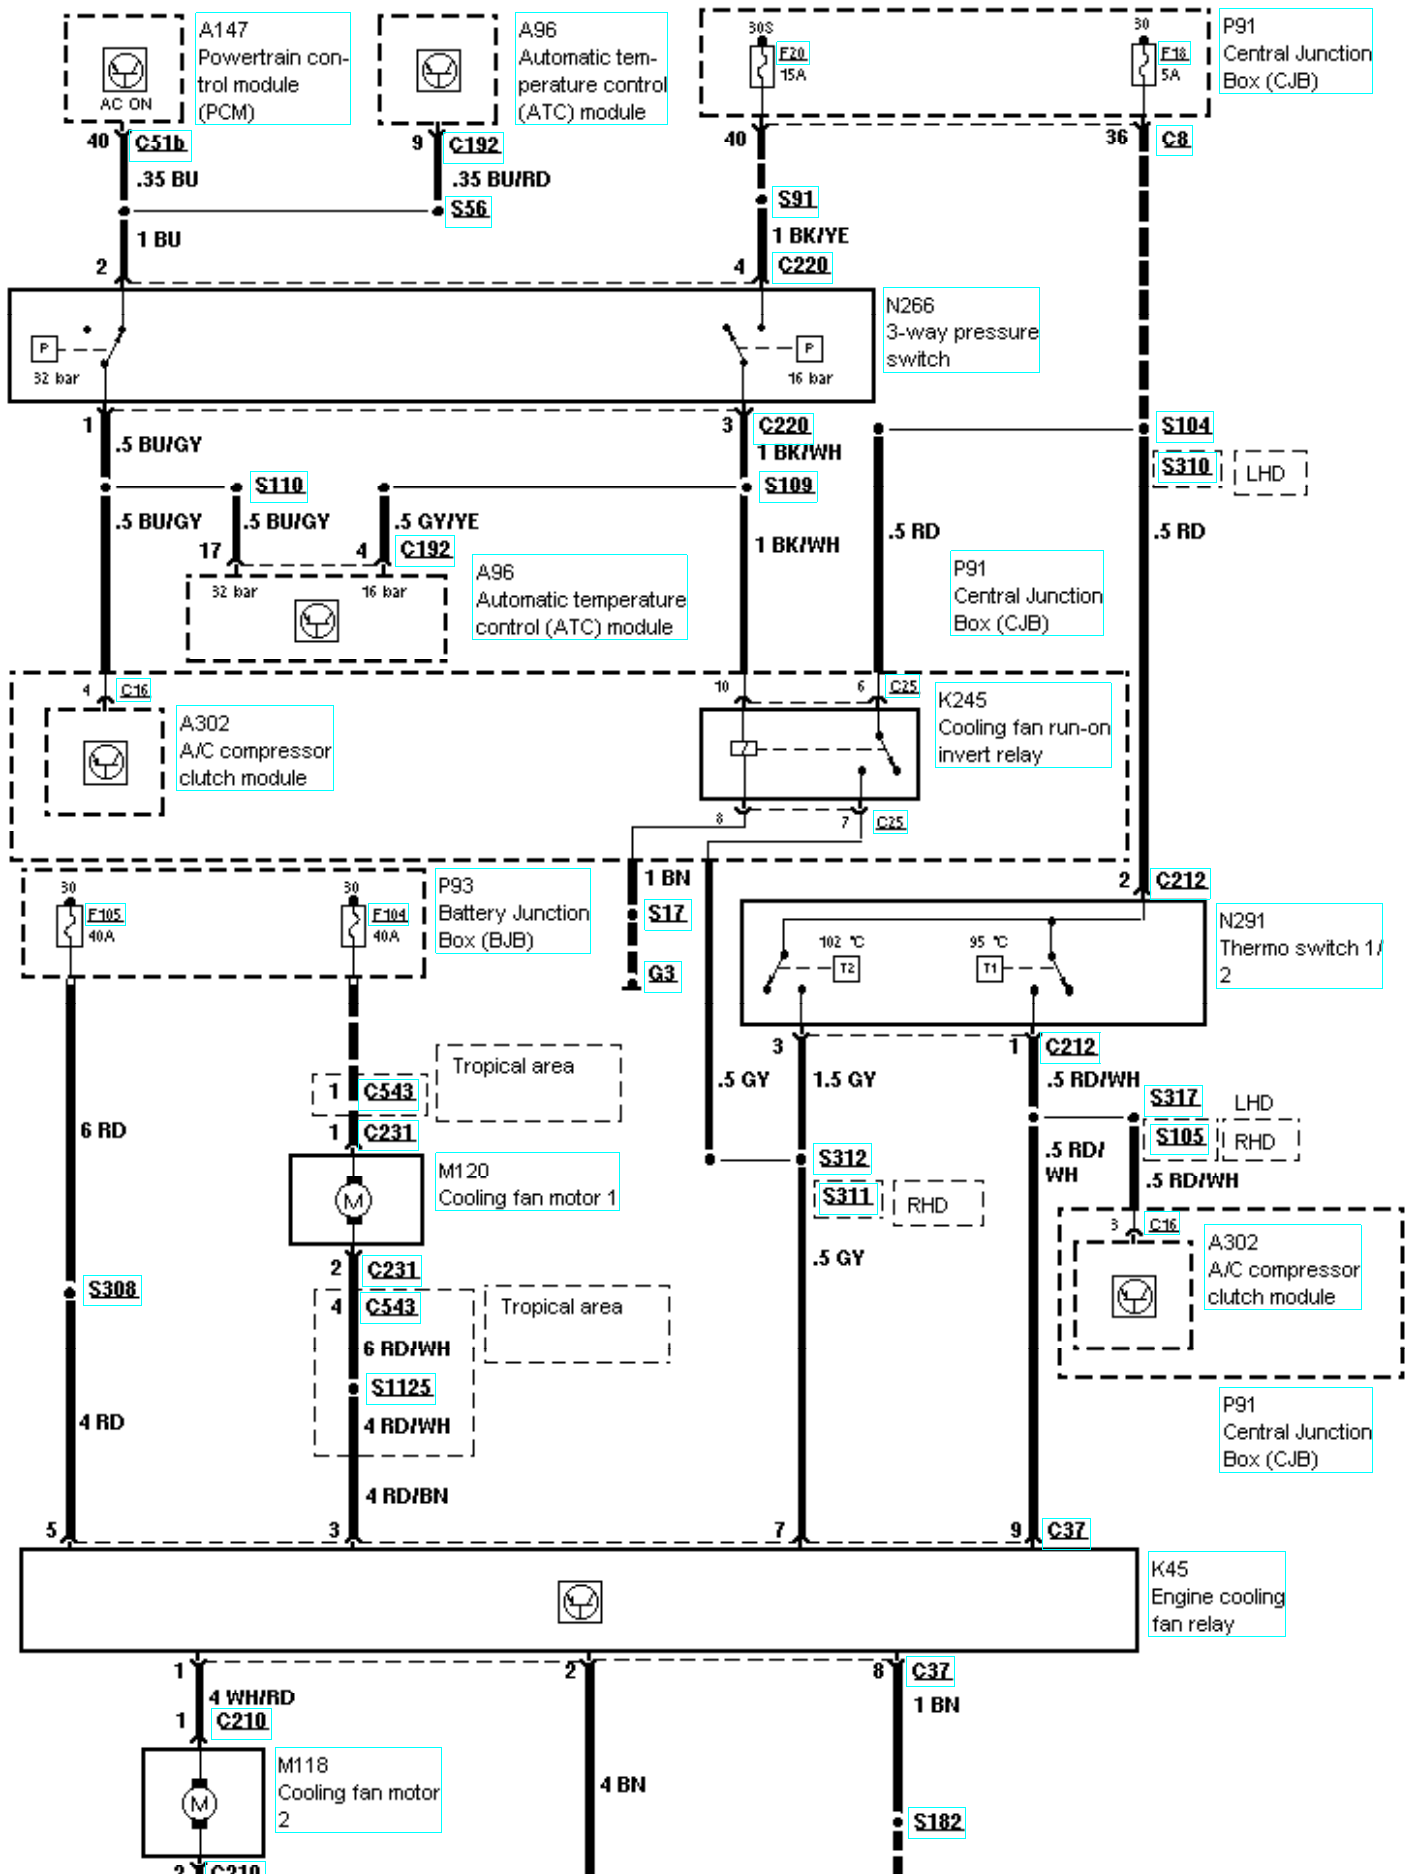 A147
Powertrain con-
trol module
(PCM)
AC ON
A96
Automatic tem-
perature control
(ATC) module
30S
F20
15A
30
F18
5A
P91
Central Junction
Box (CJB)
40 C51b
9 C192
40
36 C8
.35 BU
.35 BU/RD
S56
S91
1 BU
1 BK/YE
2
4 C220
N266
3-way pressure
switch
P
32 bar
P
16 bar
1
3 C220
.5 BU/GY
1 BK/WH
S104
S310 LHD
S110
S109
.5 BU/GY
.5 BU/GY
.5 GY/YE
1 BK/WH
.5 RD
.5 RD
17
4 C192
32 bar
16 bar
A96
Automatic temperature
control (ATC) module
P91
Central Junction
Box (CJB)
4 C16
10
6 C25
A302
A/C compressor
clutch module
K245
Cooling fan run-on
invert relay
8
7 C25
1 BN
S17
G3
2 C212
30
F105
40A
30
F104
40A
P93
Battery Junction
Box (BJB)
102 °C
T2
95 °C
T1
N291
Thermo switch 1/
2
3
1 C212
.5 GY
1.5 GY
.5 RD/WH
Tropical area
1 C543
1 C231
6 RD
S317 LHD
S105 RHD
.5 RD/
WH
.5 RD/WH
S312
S311 RHD
M120
Cooling fan motor 1
M
3 C16
A302
A/C compressor
clutch module
.5 GY
2 C231
4 C543
Tropical area
S308
6 RD/WH
S1125
4 RD
4 RD/WH
4 RD/BN
P91
Central Junction
Box (CJB)
5
3
7
9 C37
K45
Engine cooling
fan relay
1
2
8 C37
4 WH/RD
1 BN
1 C210
M118
Cooling fan motor
2
M
4 BN
S182
2 C210